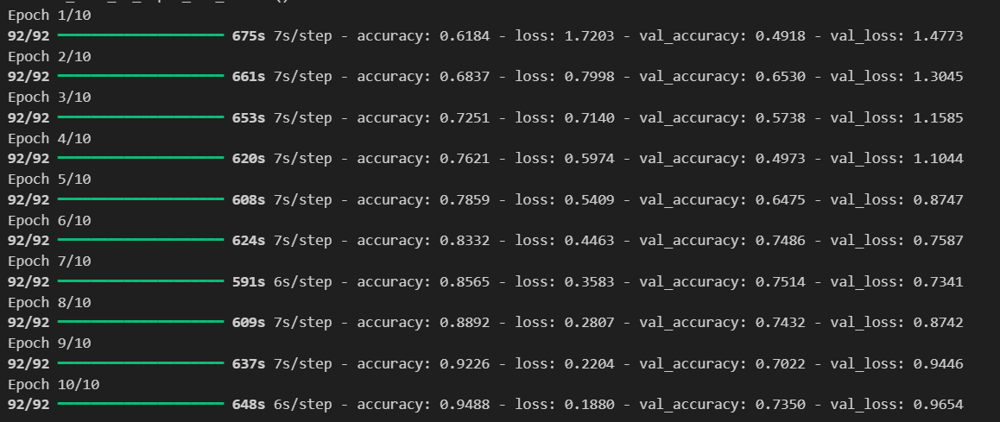 Epoch 1/10
92/92 675s 7s/step - accuracy: 0.6184 - loss: 1.7203 - val_accuracy: 0.4918 - val_loss: 1.4773
Epoch 2/10
92/92 661s 7s/step - accuracy: 0.6837 - loss: 0.7998 - val_accuracy: 0.6530 - val_loss: 1.3045
Epoch 3/10
92/92 653s 7s/step - accuracy: 0.7251 - loss: 0.7140 - val_accuracy: 0.5738 - val_loss: 1.1585
Epoch 4/10
92/92 620s 7s/step - accuracy: 0.7621 - loss: 0.5974 - val_accuracy: 0.4973 - val_loss: 1.1044
Epoch 5/10
92/92 608s 7s/step - accuracy: 0.7859 - loss: 0.5409 - val_accuracy: 0.6475 - val_loss: 0.8747
Epoch 6/10
92/92 624s 7s/step - accuracy: 0.8332 - loss: 0.4463 - val_accuracy: 0.7486 - val_loss: 0.7587
Epoch 7/10
92/92 591s 6s/step - accuracy: 0.8565 - loss: 0.3583 - val_accuracy: 0.7514 - val_loss: 0.7341
Epoch 8/10
92/92 609s 7s/step - accuracy: 0.8892 - loss: 0.2807 - val_accuracy: 0.7432 - val_loss: 0.8742
Epoch 9/10
92/92 637s 7s/step - accuracy: 0.9226 - loss: 0.2204 - val_accuracy: 0.7022 - val_loss: 0.9446
Epoch 10/10
92/92 648s 6s/step - accuracy: 0.9488 - loss: 0.1880 - val_accuracy: 0.7350 - val_loss: 0.9654